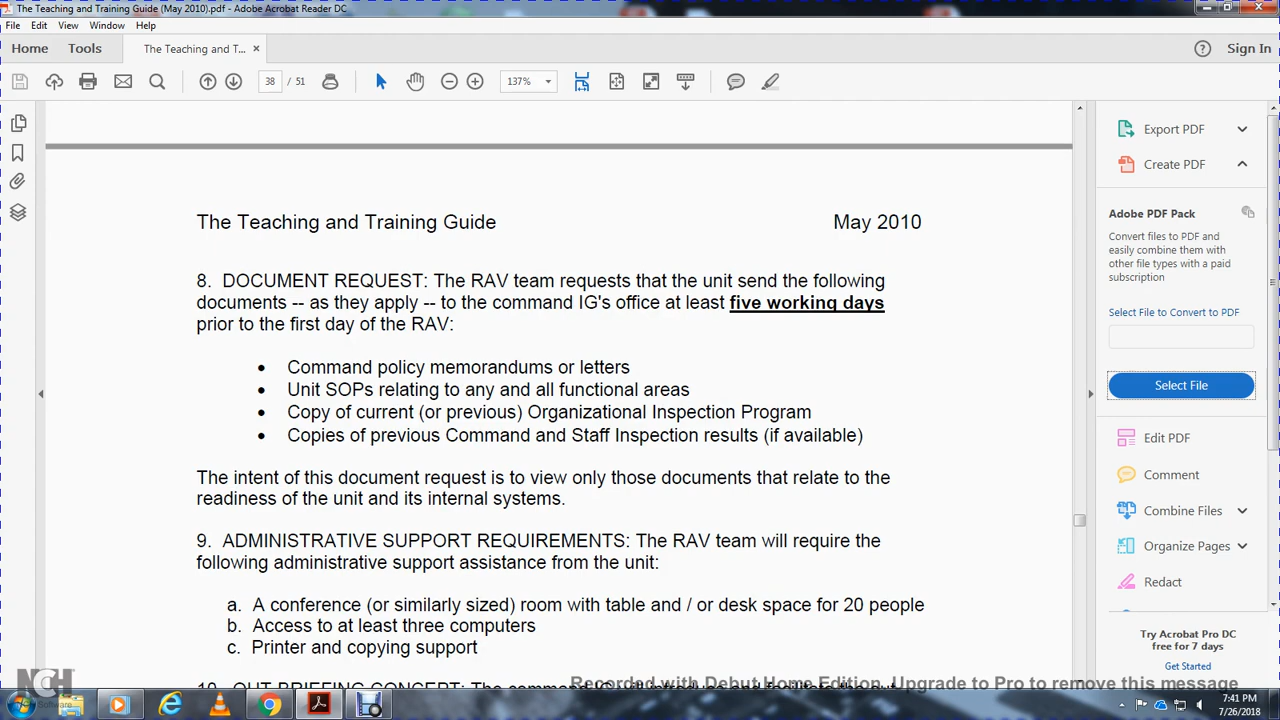 The Teaching and Training Guide (May 2010).pdf - Adobe Acrobat Reader DC
File Edit View Window Help
Home Tools The Teaching and T... × Sign In
38 / 51 137%
Export PDF
Create PDF
Adobe PDF Pack
Convert files to PDF and
easily combine them with
other file types with a paid
subscription
Select File to Convert to PDF
Select File
Edit PDF
Comment
Combine Files
Organize Pages
Redact
Try Acrobat Pro DC
free for 7 days
Get Started
The Teaching and Training Guide May 2010
8. DOCUMENT REQUEST: The RAV team requests that the unit send the following
documents -- as they apply -- to the command IG's office at least five working days
prior to the first day of the RAV:
• Command policy memorandums or letters
• Unit SOPs relating to any and all functional areas
• Copy of current (or previous) Organizational Inspection Program
• Copies of previous Command and Staff Inspection results (if available)
The intent of this document request is to view only those documents that relate to the
readiness of the unit and its internal systems.
9. ADMINISTRATIVE SUPPORT REQUIREMENTS: The RAV team will require the
following administrative support assistance from the unit:
a. A conference (or similarly sized) room with table and / or desk space for 20 people
b. Access to at least three computers
c. Printer and copying support
10. OUT-BRIEFING CONCEPT: The command IG
Recorded with Debut Home Edition. Upgrade to Pro to remove this message
NCH
Software
7:41 PM
7/26/2018